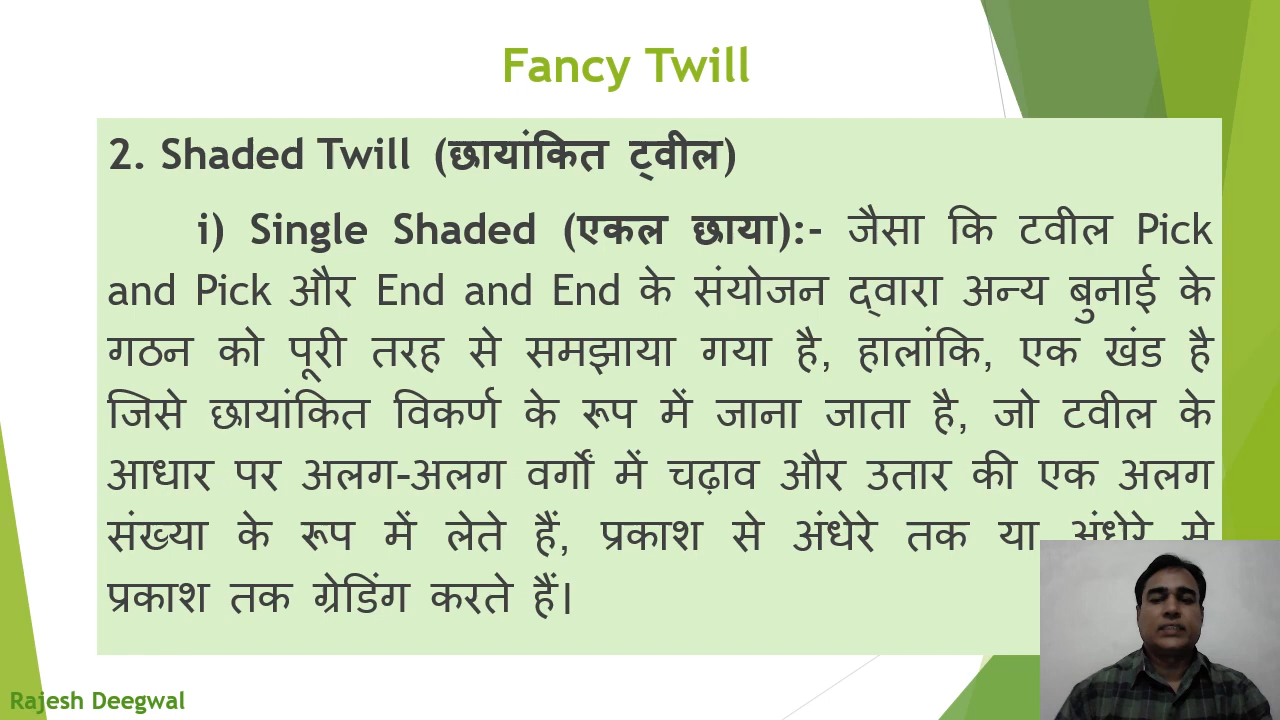 Fancy Twill
2. Shaded Twill (छायांकित ट्वील)
i) Single Shaded (एकल छाया):- जैसा कि टवील Pick
and Pick और End and End के संयोजन द्वारा अन्य बुनाई के
गठन को पूरी तरह से समझाया गया है, हालांकि, एक खंड है
जिसे छायांकित विकर्ण के रूप में जाना जाता है, जो टवील के
आधार पर अलग-अलग वर्गों में चढ़ाव और उतार की एक अलग
संख्या के रूप में लेते हैं, प्रकाश से अंधेरे तक या अंधेरे से
प्रकाश तक ग्रेडिंग करते हैं।
Rajesh Deegwal